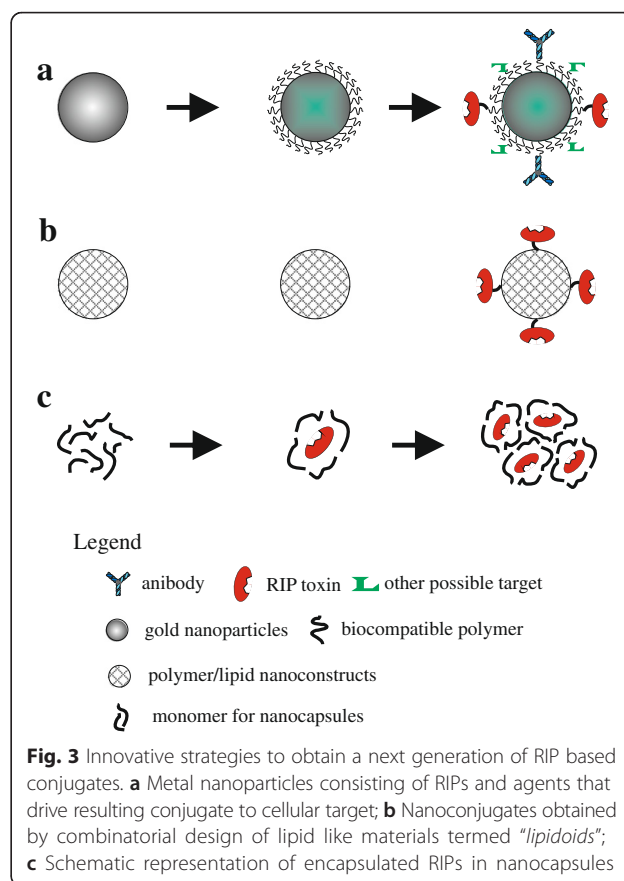 a
b
c
Legend
anibody RIP toxin other possible target
gold nanoparticles biocompatible polymer
polymer/lipid nanoconstructs
monomer for nanocapsules
Fig. 3 Innovative strategies to obtain a next generation of RIP based
conjugates. a Metal nanoparticles consisting of RIPs and agents that
drive resulting conjugate to cellular target; b Nanoconjugates obtained
by combinatorial design of lipid like materials termed "lipidoids";
c Schematic representation of encapsulated RIPs in nanocapsules